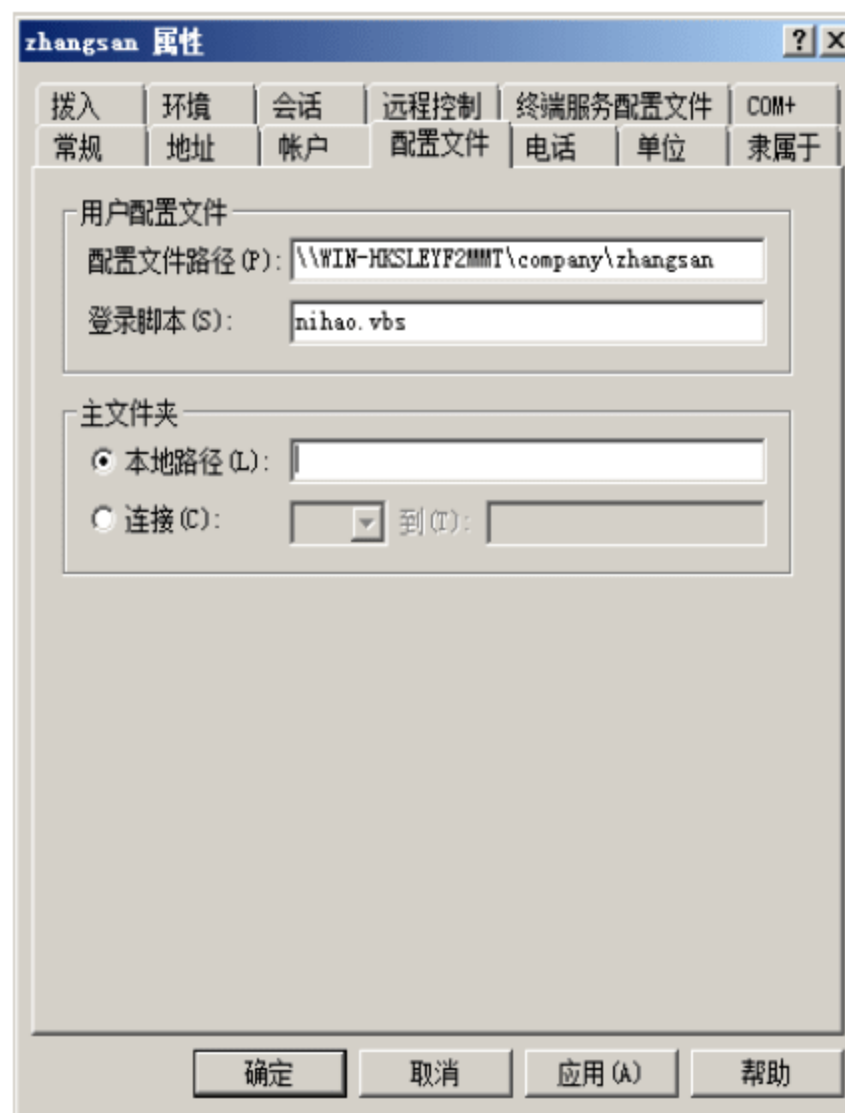 zhangsan 属性
拨入 环境 会话 远程控制 终端服务配置文件 COM+
常规 地址 帐户 配置文件 电话 单位 隶属于
用户配置文件
配置文件路径(P): \\WIN-HKSLEYF2MMT\company\zhangsan
登录脚本(S): nihao.vbs
主文件夹
本地路径(L):
连接(C): 到(T):
确定 取消 应用(A) 帮助